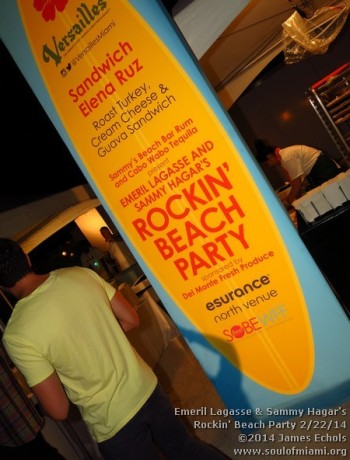 Versailles
@VersaillesMiami
Sandwich
Elena Ruz
Roast Turkey,
Cream Cheese &
Guava Sandwich
Sammy's Beach Bar Rum
and Cabo Wabo Tequila
present
EMERIL LAGASSE AND
SAMMY HAGAR'S
ROCKIN'
BEACH
PARTY
sponsored by
Del Monte Fresh Produce
esurance
north venue
SOBEWFF
Emeril Lagasse & Sammy Hagar's
Rockin' Beach Party 2/22/14
©2014 James Echols
www.soulofmiami.org